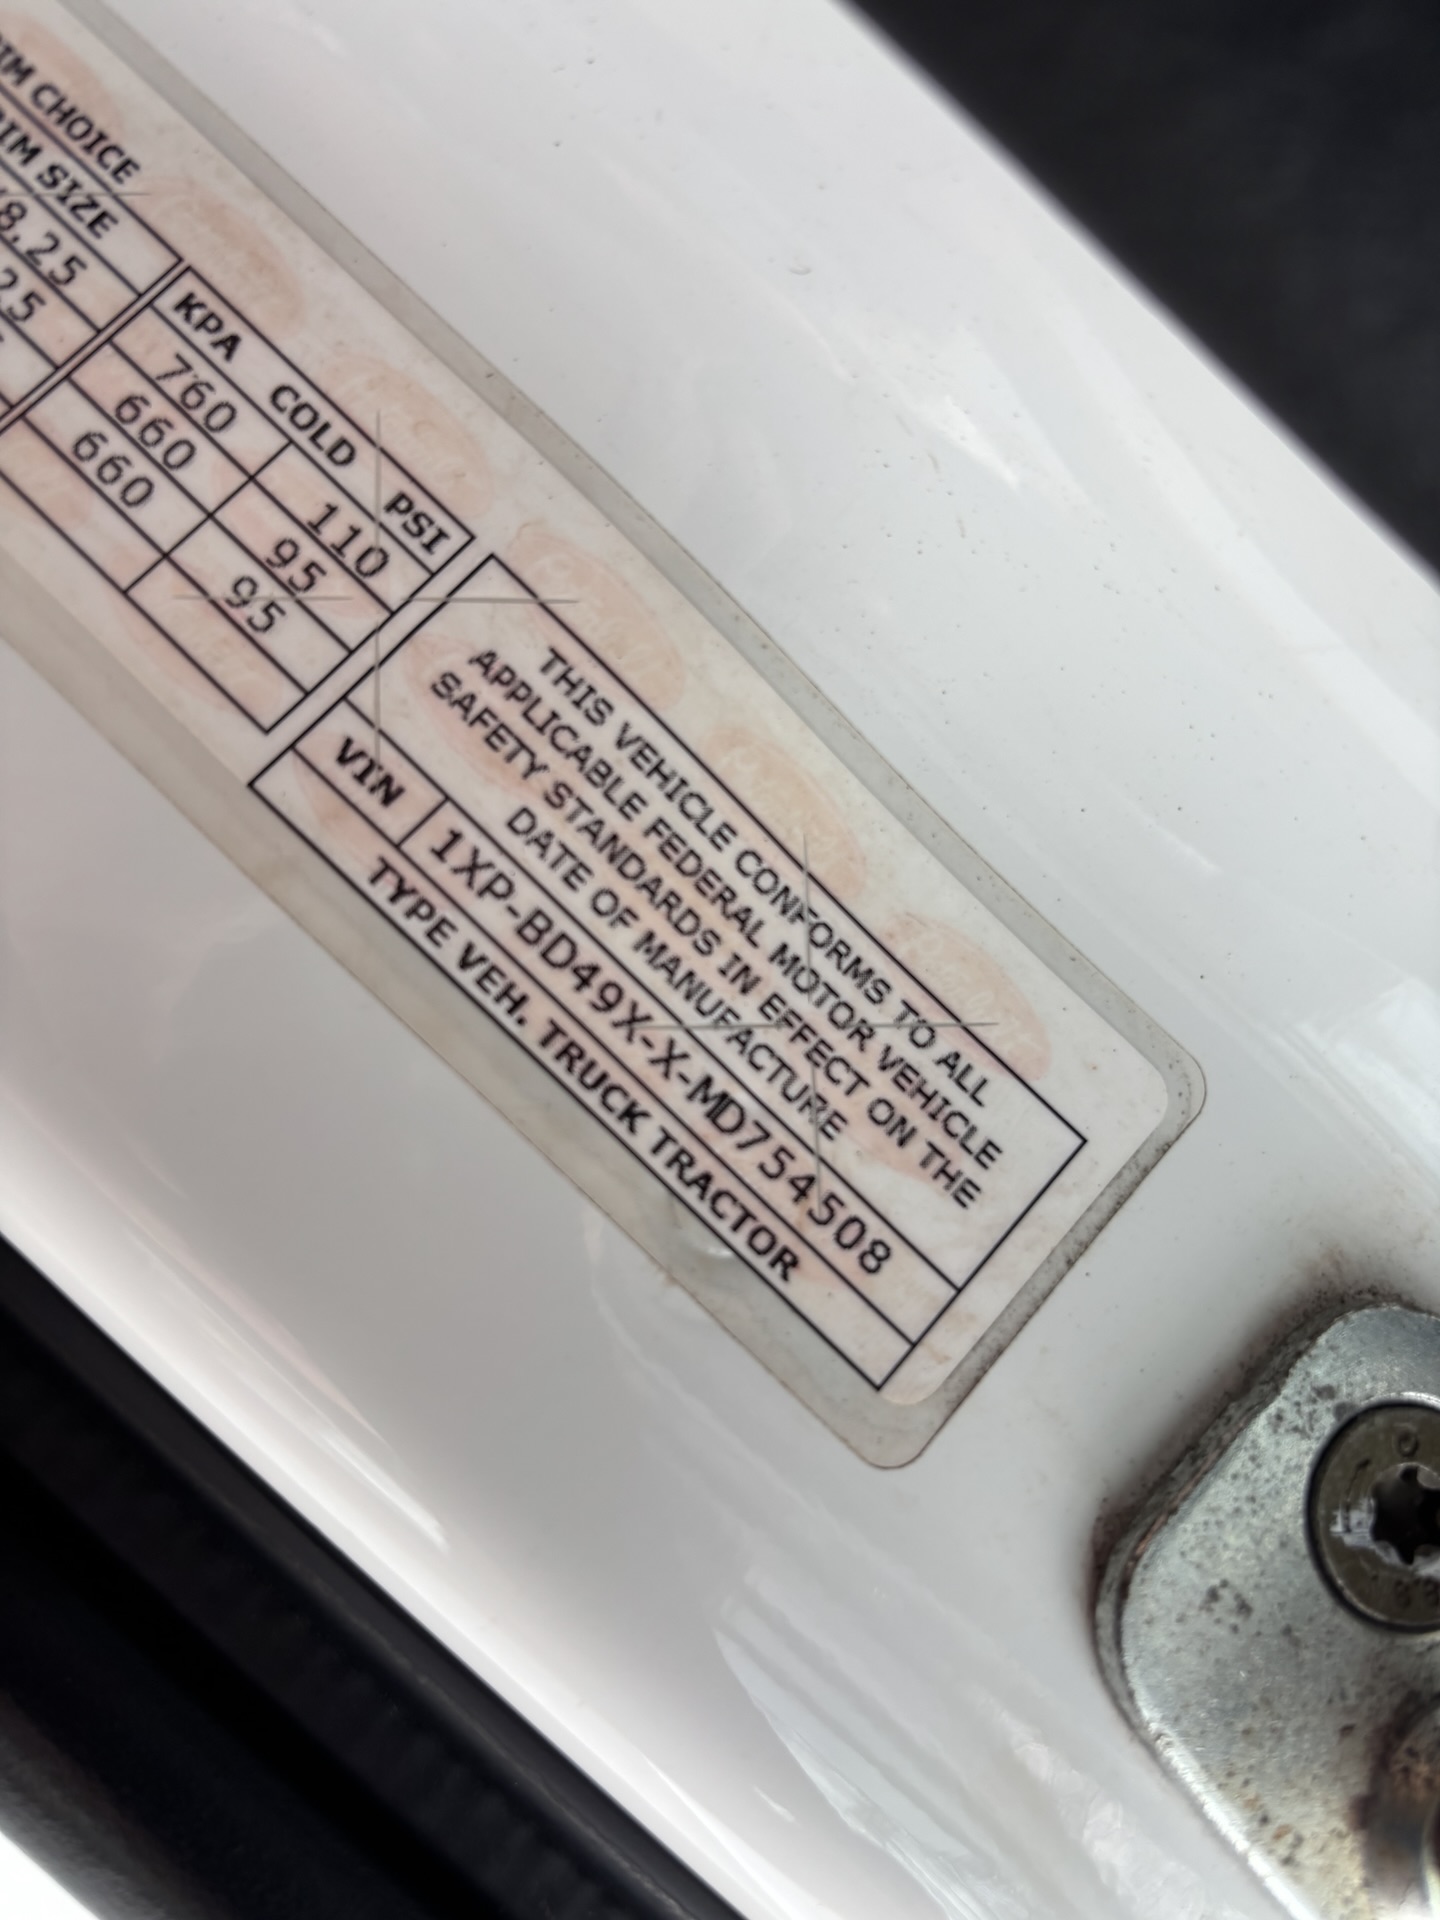 RIM CHOICE
RIM SIZE
8.25
25
KPA COLD PSI
760 110
660 95
660 95
THIS VEHICLE CONFORMS TO ALL
APPLICABLE FEDERAL MOTOR VEHICLE
SAFETY STANDARDS IN EFFECT ON THE
DATE OF MANUFACTURE
VIN 1XP-BD49X-X-MD754508
TYPE VEH. TRUCK TRACTOR